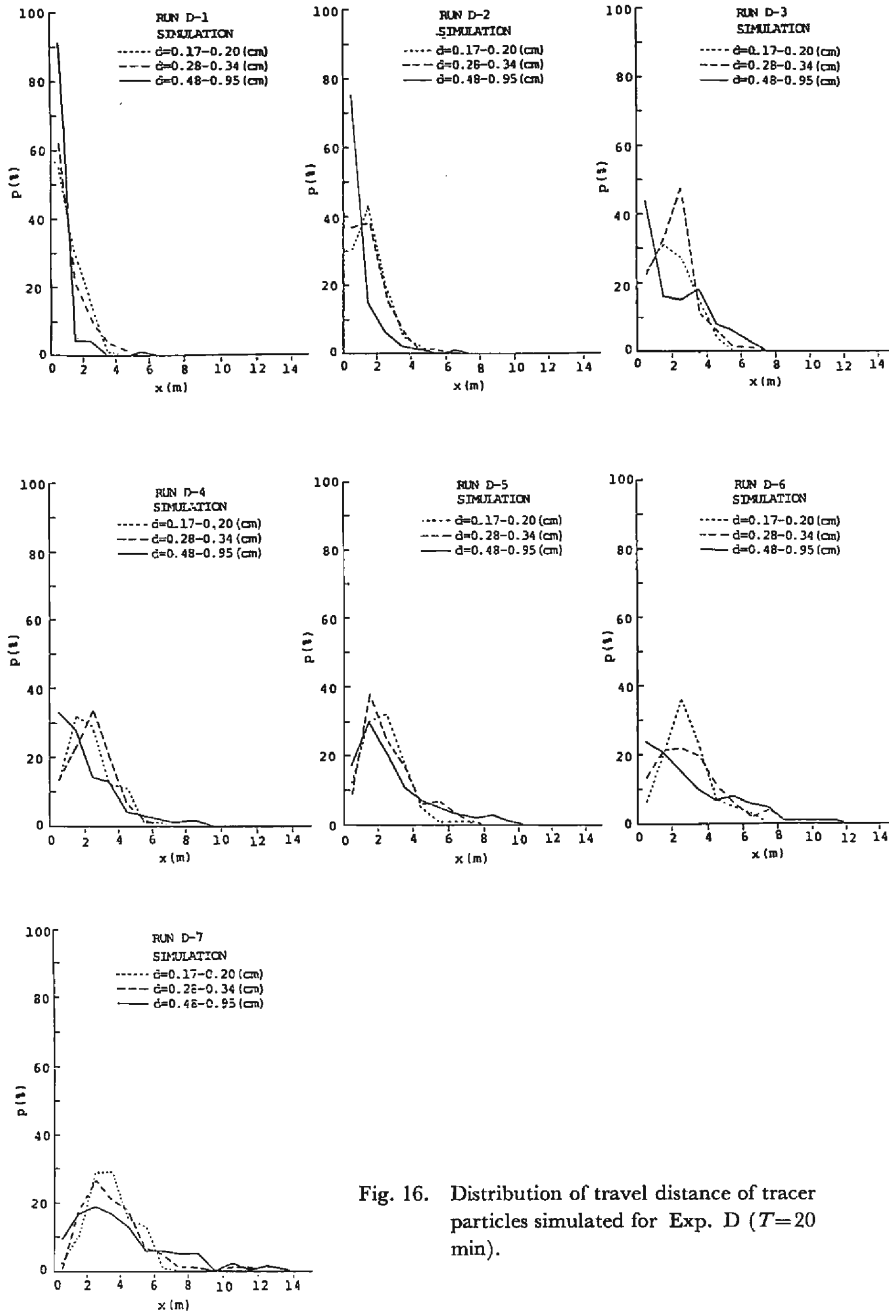 RUN D-1
SIMULATION
d=0.17-0.20 (cm)
d=0.28-0.34 (cm)
d=0.48-0.95 (cm)
100
80
60
40
20
0
p (%)
0 2 4 6 8 10 12 14
x (m)
RUN D-2
SIMULATION
d=0.17-0.20 (cm)
d=0.28-0.34 (cm)
d=0.48-0.95 (cm)
100
80
60
40
20
0
p (%)
0 2 4 6 8 10 12 14
x (m)
RUN D-3
SIMULATION
d=0.17-0.20 (cm)
d=0.28-0.34 (cm)
d=0.48-0.95 (cm)
100
80
60
40
20
0
p (%)
0 2 4 6 8 10 12 14
x (m)
RUN D-4
SIMULATION
d=0.17-0.20 (cm)
d=0.28-0.34 (cm)
d=0.48-0.95 (cm)
100
80
60
40
20
0
p (%)
0 2 4 6 8 10 12 14
x (m)
RUN D-5
SIMULATION
d=0.17-0.20 (cm)
d=0.28-0.34 (cm)
d=0.48-0.95 (cm)
100
80
60
40
20
0
p (%)
0 2 4 6 8 10 12 14
x (m)
RUN D-6
SIMULATION
d=0.17-0.20 (cm)
d=0.28-0.34 (cm)
d=0.48-0.95 (cm)
100
80
60
40
20
0
p (%)
0 2 4 6 8 10 12 14
x (m)
RUN D-7
SIMULATION
d=0.17-0.20 (cm)
d=0.28-0.34 (cm)
d=0.48-0.95 (cm)
100
80
60
40
20
0
p (%)
0 2 4 6 8 10 12 14
x (m)
Fig. 16. Distribution of travel distance of tracer
particles simulated for Exp. D (T=20
min).